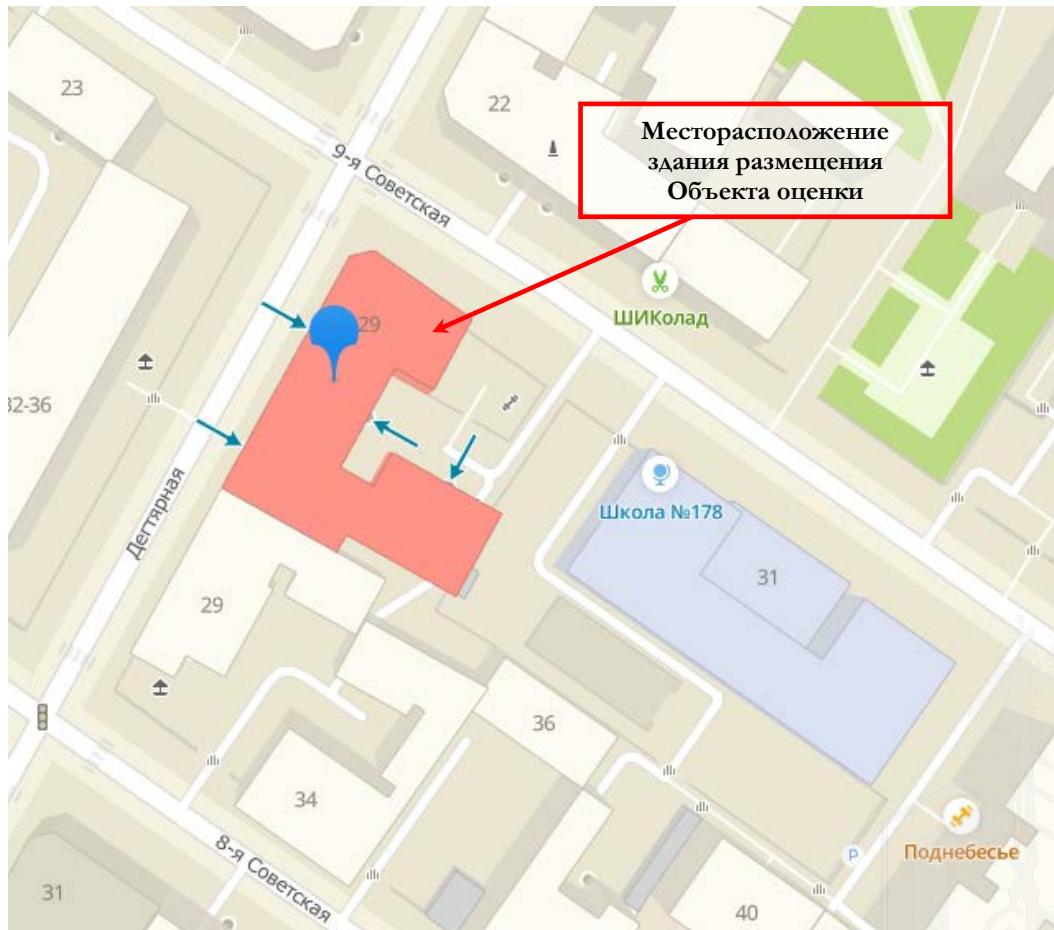 23
22
Месторасположение
здания размещения
Объекта оценки
9-я Советская
ШИКолад
29
32-36
Школа №178
Дегтярная
31
29
36
34
8-я Советская
31
P
Поднебесье
40